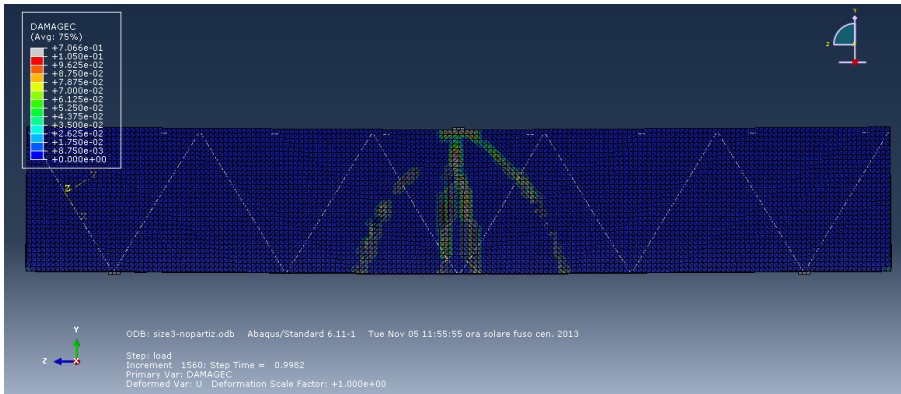 DAMAGEC
(Avg: 75%)
+7.066e-01
+1.050e-01
+9.625e-02
+8.750e-02
+7.875e-02
+7.000e-02
+6.125e-02
+5.250e-02
+4.375e-02
+3.500e-02
+2.625e-02
+1.750e-02
+8.750e-03
+0.000e+00
Y
Z
Z
Y
Z
ODB: size3-nopartiz.odb    Abaqus/Standard 6.11-1    Tue Nov 05 11:55:55 ora solare fuso cen. 2013
Step: load
Increment   1560: Step Time =   0.9982
Primary Var: DAMAGEC
Deformed Var: U   Deformation Scale Factor: +1.000e+00